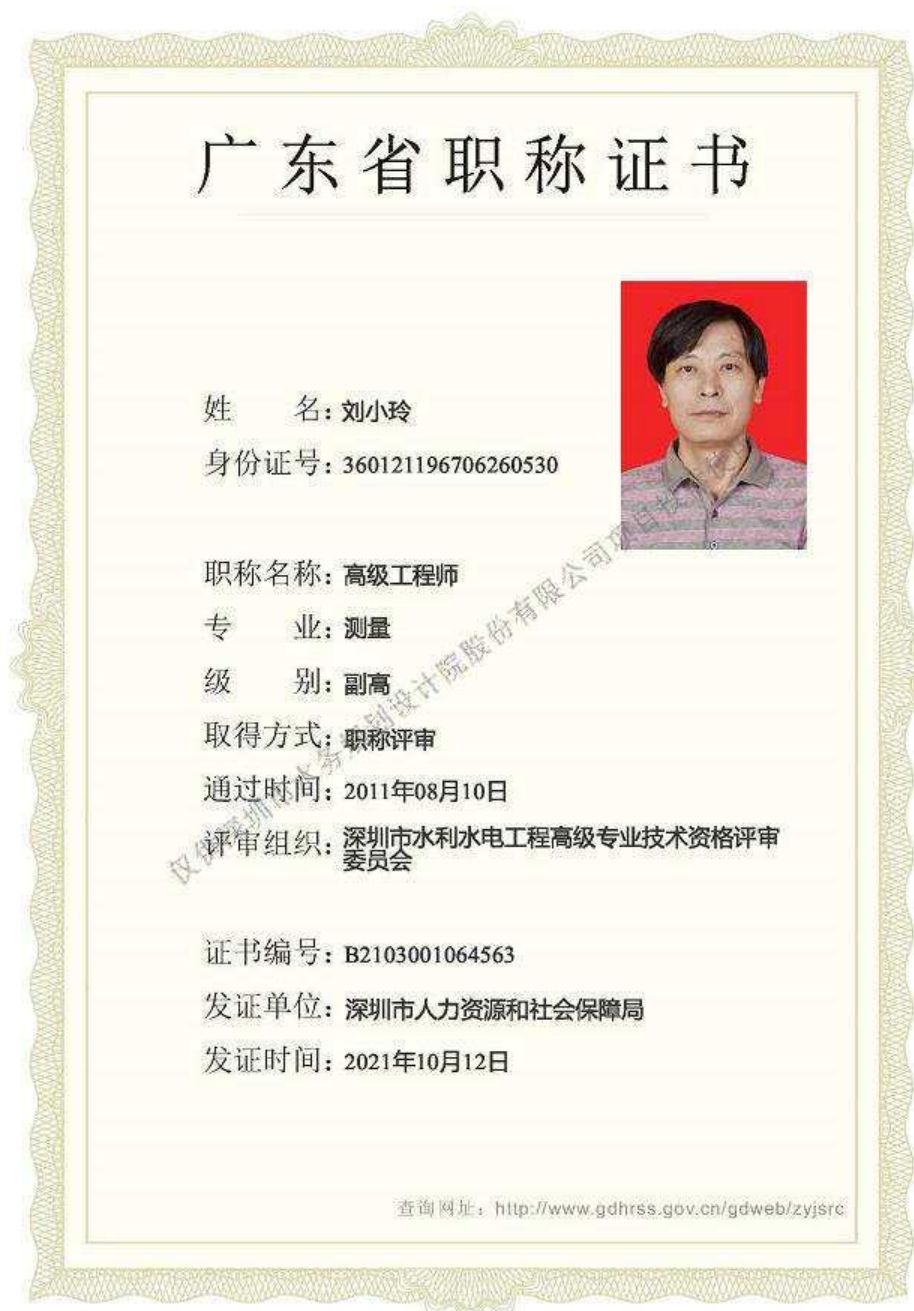 广东省职称证书
姓 名：刘小玲
身份证号：360121196706260530
职称名称：高级工程师
专 业：测量
级 别：副高
取得方式：职称评审
通过时间：2011年08月10日
评审组织：深圳市水利水电工程高级专业技术资格评审
委员会
证书编号：B2103001064563
发证单位：深圳市人力资源和社会保障局
发证时间：2021年10月12日
查询网址：http://www.gdhrss.gov.cn/gdweb/zyjsrc